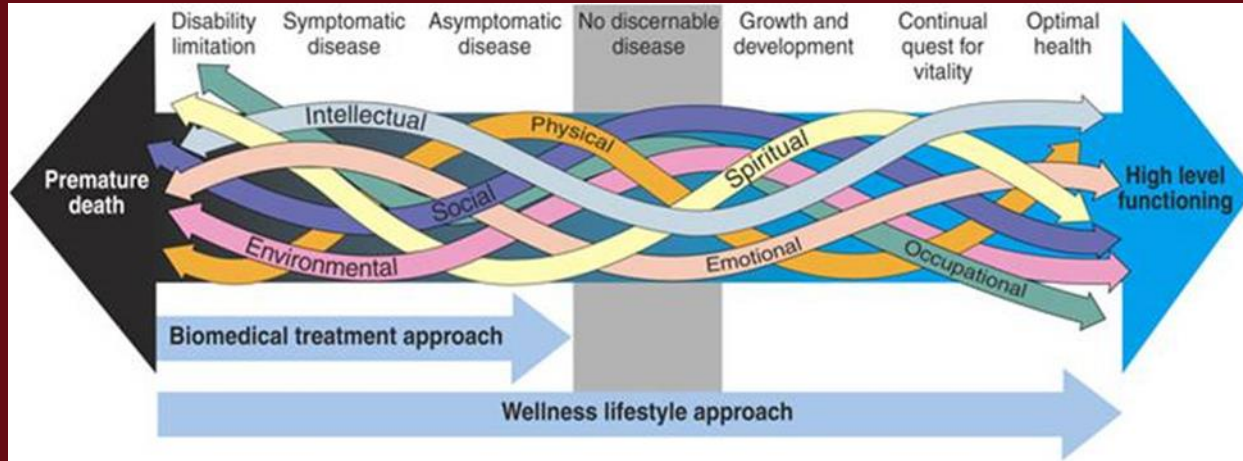 Disability
limitation
Symptomatic
disease
Asymptomatic
disease
No discernable
disease
Growth and
development
Continual
quest for
vitality
Optimal
health
Intellectual
Physical
Spiritual
Social
Environmental
Emotional
Occupational
Premature
death
High level
functioning
Biomedical treatment approach
Wellness lifestyle approach